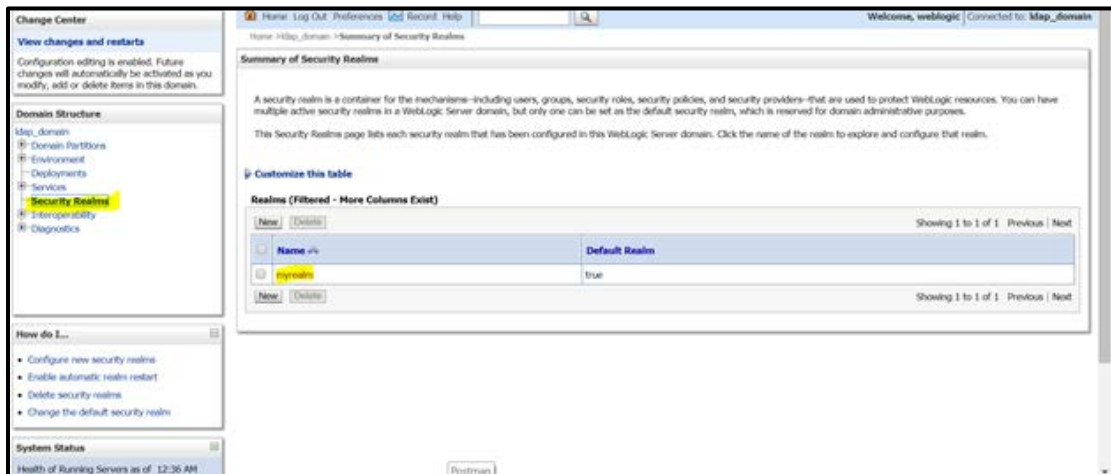 Change Center
View changes and restarts
Configuration editing is enabled. Future
changes will automatically be activated as you
modify, add or delete items in this domain.
Domain Structure
ldap_domain
Domain Partitions
Environment
Deployments
Services
Security Realms
Interoperability
Diagnostics
How do I...
Configure new security realms
Enable automatic realm restart
Delete security realms
Change the default security realm
System Status
Health of Running Servers as of 12:36 AM
Home Log Out Preferences Record Help
Welcome, weblogic Connected to: ldap_domain
Home >ldap_domain >Summary of Security Realms
Summary of Security Realms
A security realm is a container for the mechanisms--including users, groups, security roles, security policies, and security providers--that are used to protect WebLogic resources. You can have
multiple active security realms in a WebLogic Server domain, but only one can be set as the default security realm, which is reserved for domain administrative purposes.
This Security Realms page lists each security realm that has been configured in this WebLogic Server domain. Click the name of the realm to explore and configure that realm.
Customize this table
Realms (Filtered - More Columns Exist)
New Delete Showing 1 to 1 of 1 Previous | Next
Name Default Realm
myrealm true
New Delete Showing 1 to 1 of 1 Previous | Next
Postman